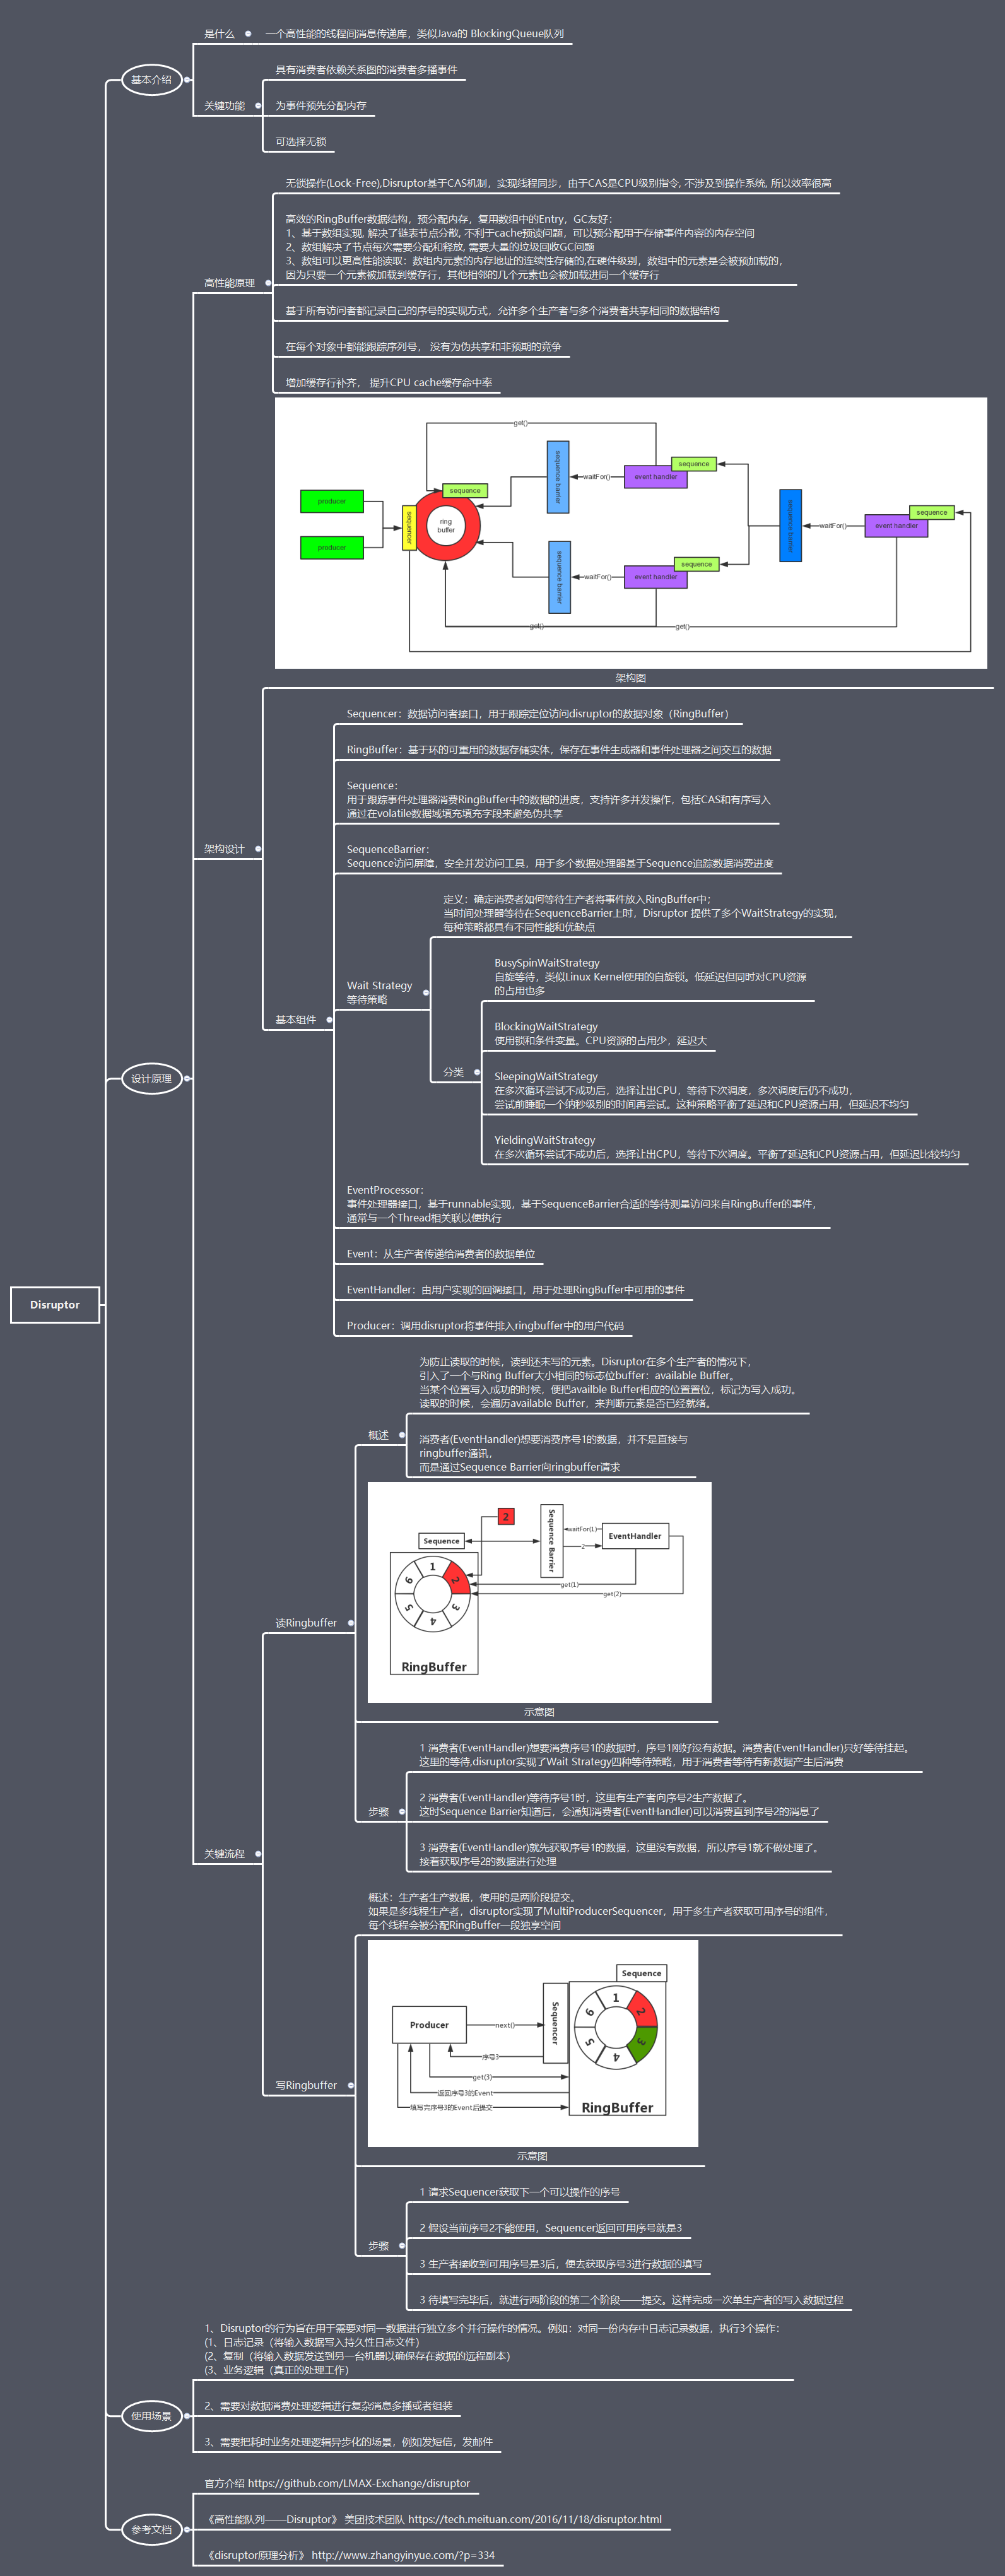 Disruptor
基本介绍
是什么
一个高性能的线程间消息传递库，类似Java的 BlockingQueue队列
关键功能
具有消费者依赖关系图的消费者多播事件
为事件预先分配内存
可选择无锁
设计原理
高性能原理
无锁操作(Lock-Free),Disruptor基于CAS机制，实现线程同步，由于CAS是CPU级别指令, 不涉及到操作系统, 所以效率很高
高效的RingBuffer数据结构，预分配内存，复用数组中的Entry，GC友好：
1、基于数组实现, 解决了链表节点分散, 不利于cache预读问题，可以预分配用于存储事件内容的内存空间
2、数组解决了节点每次需要分配和释放, 需要大量的垃圾回收GC问题
3、数组可以更高性能读取：数组内元素的内存地址的连续性存储的,在硬件级别，数组中的元素是会被预加载的，
因为只要一个元素被加载到缓存行，其他相邻的几个元素也会被加载进同一个缓存行
基于所有访问者都记录自己的序号的实现方式，允许多个生产者与多个消费者共享相同的数据结构
在每个对象中都能跟踪序列号， 没有为伪共享和非预期的竞争
增加缓存行补齐， 提升CPU cache缓存命中率
架构设计
get()
producer
producer
sequencer
sequence
ring
buffer
sequence barrier
waitFor()
event handler
sequence
sequence barrier
waitFor()
event handler
sequence
sequence barrier
waitFor()
event handler
sequence
get()
get()
架构图
基本组件
Sequencer：数据访问者接口，用于跟踪定位访问disruptor的数据对象（RingBuffer）
RingBuffer：基于环的可重用的数据存储实体，保存在事件生成器和事件处理器之间交互的数据
Sequence：
用于跟踪事件处理器消费RingBuffer中的数据的进度，支持许多并发操作，包括CAS和有序写入
通过在volatile数据域填充填充字段来避免伪共享
SequenceBarrier：
Sequence访问屏障，安全并发访问工具，用于多个数据处理器基于Sequence追踪数据消费进度
Wait Strategy
等待策略
定义：确定消费者如何等待生产者将事件放入RingBuffer中；
当时间处理器等待在SequenceBarrier上时，Disruptor 提供了多个WaitStrategy的实现，
每种策略都具有不同性能和优缺点
分类
BusySpinWaitStrategy
自旋等待，类似Linux Kernel使用的自旋锁。低延迟但同时对CPU资源
的占用也多
BlockingWaitStrategy
使用锁和条件变量。CPU资源的占用少，延迟大
SleepingWaitStrategy
在多次循环尝试不成功后，选择让出CPU，等待下次调度，多次调度后仍不成功，
尝试前睡眠一个纳秒级别的时间再尝试。这种策略平衡了延迟和CPU资源占用，但延迟不均匀
YieldingWaitStrategy
在多次循环尝试不成功后，选择让出CPU，等待下次调度。平衡了延迟和CPU资源占用，但延迟比较均匀
EventProcessor：
事件处理器接口，基于runnable实现，基于SequenceBarrier合适的等待测量访问来自RingBuffer的事件，
通常与一个Thread相关联以便执行
Event：从生产者传递给消费者的数据单位
EventHandler：由用户实现的回调接口，用于处理RingBuffer中可用的事件
Producer：调用disruptor将事件排入ringbuffer中的用户代码
关键流程
读Ringbuffer
概述
为防止读取的时候，读到还未写的元素。Disruptor在多个生产者的情况下，
引入了一个与Ring Buffer大小相同的标志位buffer：available Buffer。
当某个位置写入成功的时候，便把availble Buffer相应的位置置位，标记为写入成功。
读取的时候，会遍历available Buffer，来判断元素是否已经就绪。
消费者(EventHandler)想要消费序号1的数据，并不是直接与
ringbuffer通讯，
而是通过Sequence Barrier向ringbuffer请求
2
Sequence
Sequence Barrier
waitFor(1)
2
EventHandler
get(1)
get(2)
1
2
3
4
5
6
RingBuffer
示意图
步骤
1 消费者(EventHandler)想要消费序号1的数据时，序号1刚好没有数据。消费者(EventHandler)只好等待挂起。
这里的等待,disruptor实现了Wait Strategy四种等待策略，用于消费者等待有新数据产生后消费
2 消费者(EventHandler)等待序号1时，这里有生产者向序号2生产数据了。
这时Sequence Barrier知道后，会通知消费者(EventHandler)可以消费直到序号2的消息了
3 消费者(EventHandler)就先获取序号1的数据，这里没有数据，所以序号1就不做处理了。
接着获取序号2的数据进行处理
写Ringbuffer
概述：生产者生产数据，使用的是两阶段提交。
如果是多线程生产者，disruptor实现了MultiProducerSequencer，用于多生产者获取可用序号的组件，
每个线程会被分配RingBuffer一段独享空间
Sequence
Producer
next()
Sequencer
序号3
get(3)
返回序号3的Event
填写完序号3的Event后提交
1
2
3
4
5
6
RingBuffer
示意图
步骤
1 请求Sequencer获取下一个可以操作的序号
2 假设当前序号2不能使用，Sequencer返回可用序号就是3
3 生产者接收到可用序号是3后，便去获取序号3进行数据的填写
3 待填写完毕后，就进行两阶段的第二个阶段——提交。这样完成一次单生产者的写入数据过程
使用场景
1、Disruptor的行为旨在用于需要对同一数据进行独立多个并行操作的情况。例如：对同一份内存中日志记录数据，执行3个操作：
(1、日志记录（将输入数据写入持久性日志文件）
(2、复制（将输入数据发送到另一台机器以确保存在数据的远程副本）
(3、业务逻辑（真正的处理工作）
2、需要对数据消费处理逻辑进行复杂消息多播或者组装
3、需要把耗时业务处理逻辑异步化的场景，例如发短信，发邮件
参考文档
官方介绍 https://github.com/LMAX-Exchange/disruptor
《高性能队列——Disruptor》 美团技术团队 https://tech.meituan.com/2016/11/18/disruptor.html
《disruptor原理分析》 http://www.zhangyinyue.com/?p=334